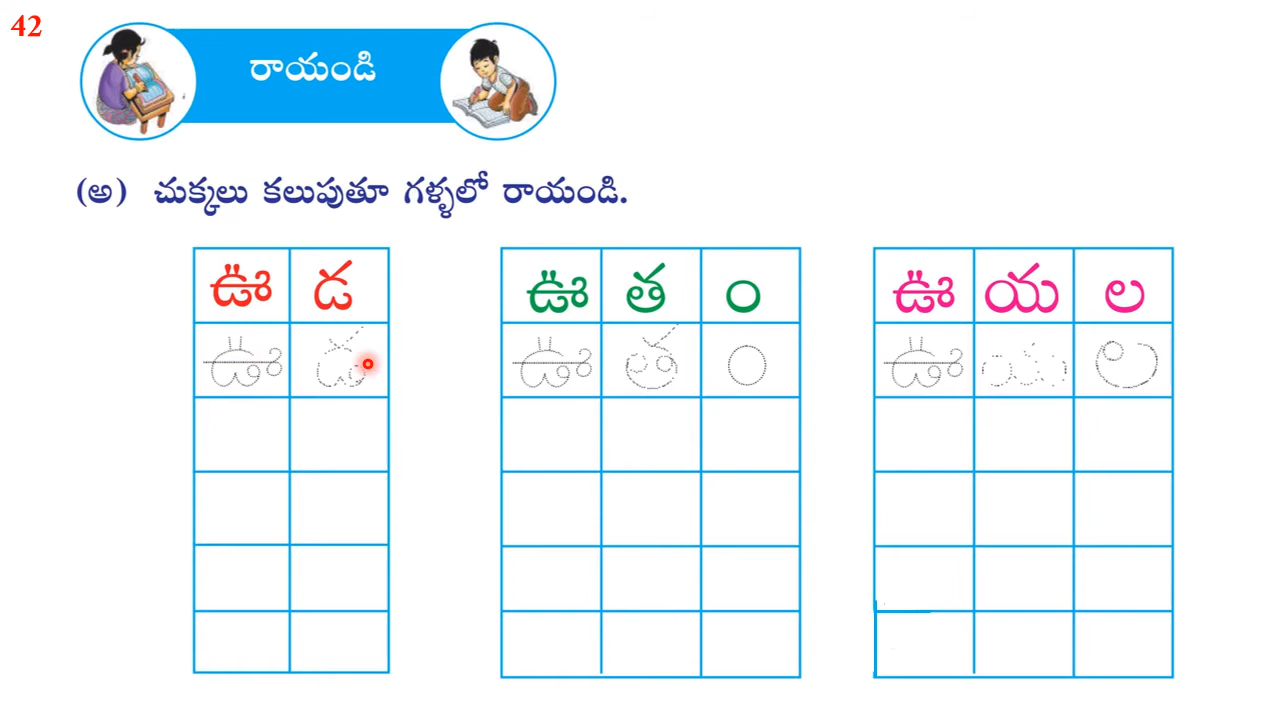 42
రాయండి
(అ) చుక్కలు కలుపుతూ గళ్ళలో రాయండి.
ఊ డ ఊ త ం ఊ య ల
ఊ డ ఊ త ం ఊ య ల